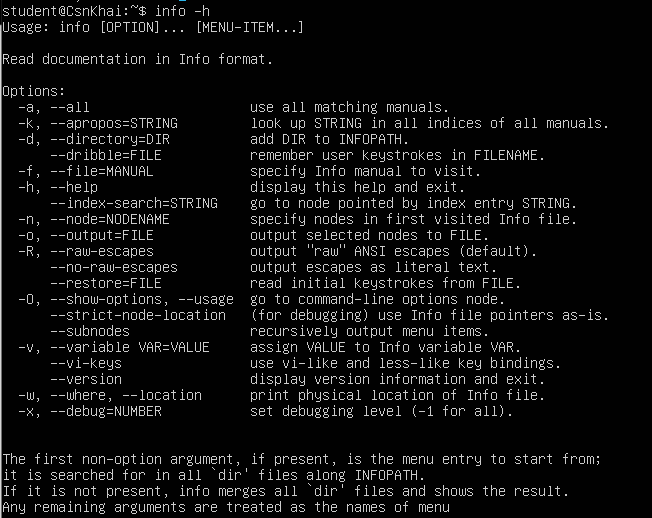 student@CsnKhai:~$ info -h
Usage: info [OPTION]... [MENU-ITEM...]
Read documentation in Info format.
Options:
-a, --all use all matching manuals.
-k, --apropos=STRING look up STRING in all indices of all manuals.
-d, --directory=DIR add DIR to INFOPATH.
--dribble=FILE remember user keystrokes in FILENAME.
-f, --file=MANUAL specify Info manual to visit.
-h, --help display this help and exit.
--index-search=STRING go to node pointed by index entry STRING.
-n, --node=NODENAME specify nodes in first visited Info file.
-o, --output=FILE output selected nodes to FILE.
-R, --raw-escapes output "raw" ANSI escapes (default).
--no-raw-escapes output escapes as literal text.
--restore=FILE read initial keystrokes from FILE.
-O, --show-options, --usage go to command-line options node.
--strict-node-location (for debugging) use Info file pointers as-is.
--subnodes recursively output menu items.
-v, --variable VAR=VALUE assign VALUE to Info variable VAR.
--vi-keys use vi-like and less-like key bindings.
--version display version information and exit.
-w, --where, --location print physical location of Info file.
-x, --debug=NUMBER set debugging level (-1 for all).
The first non-option argument, if present, is the menu entry to start from;
it is searched for in all `dir' files along INFOPATH.
If it is not present, info merges all `dir' files and shows the result.
Any remaining arguments are treated as the names of menu